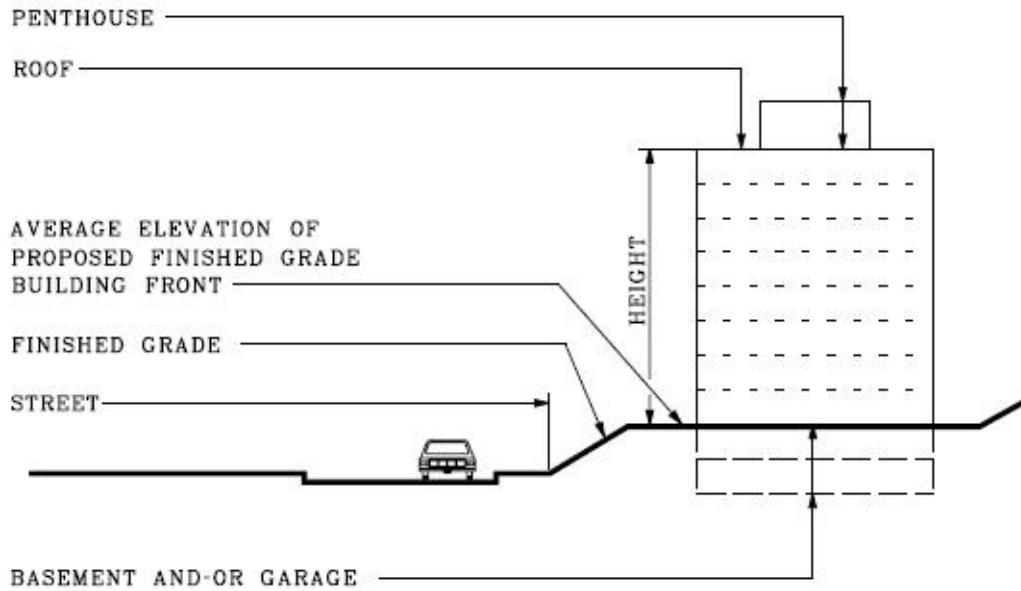 PENTHOUSE
ROOF
AVERAGE ELEVATION OF
PROPOSED FINISHED GRADE
BUILDING FRONT
HEIGHT
FINISHED GRADE
STREET
BASEMENT AND-OR GARAGE